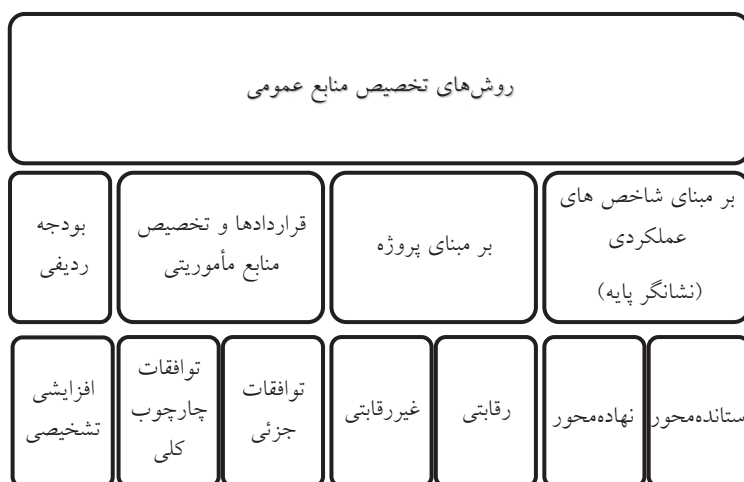 روش‌های تخصیص منابع عمومی
بر مبنای شاخص های
عملکردی
(نشانگر پایه)
بر مبنای پروژه
قراردادها و تخصیص
منابع مأموریتی
بودجه
ردیفی
ستانده‌محور
نهاده‌محور
رقابتی
غیررقابتی
توافقات
جزئی
توافقات
چارچوب
کلی
افزایشی
تشخیصی